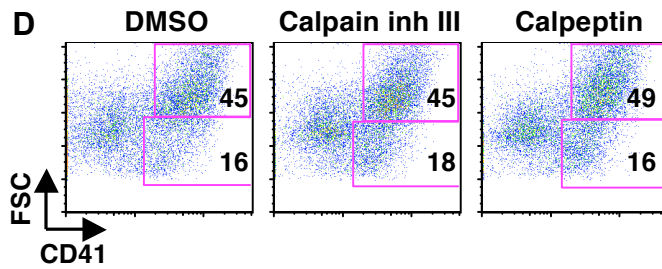 D DMSO Calpain inh III Calpeptin
45 45 49
16 18 16
FSC
CD41